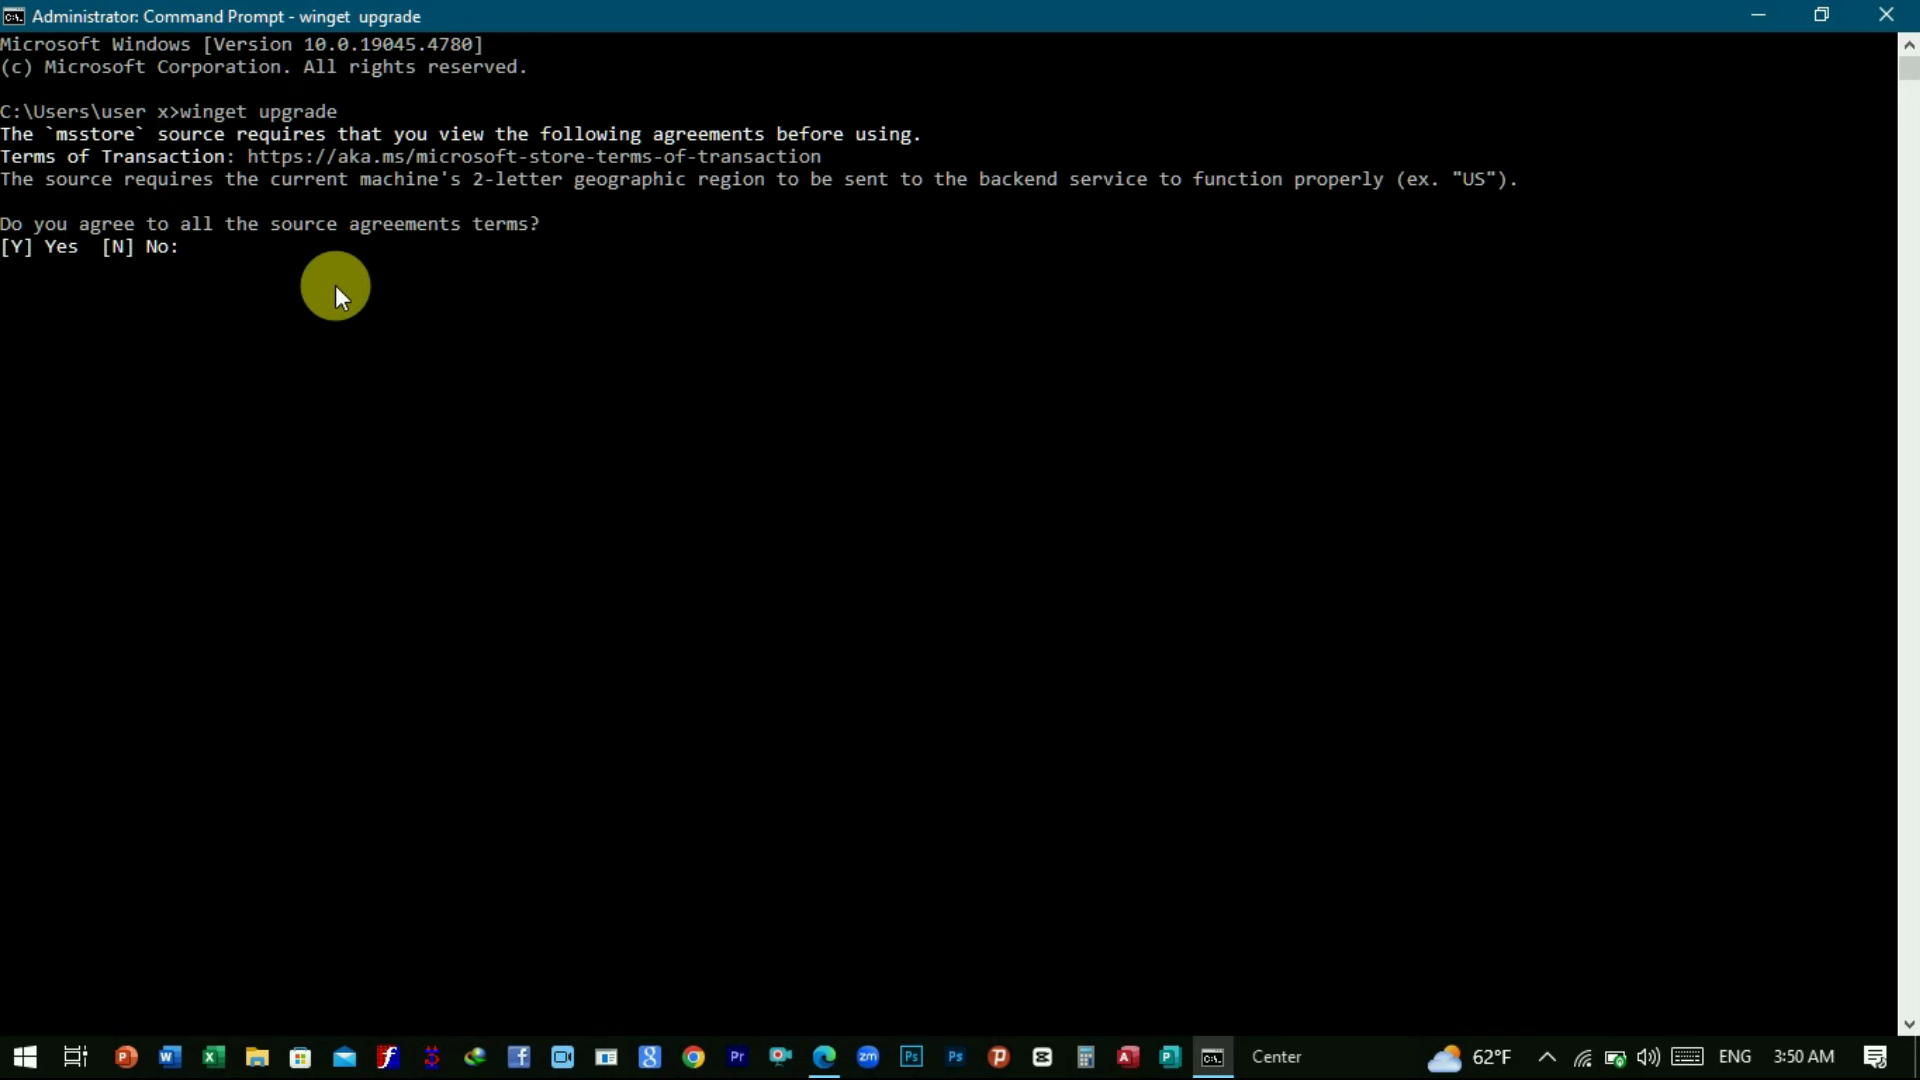 Administrator: Command Prompt - winget  upgrade
Microsoft Windows [Version 10.0.19045.4780]
(c) Microsoft Corporation. All rights reserved.
C:\Users\user x>winget upgrade
The `msstore` source requires that you view the following agreements before using.
Terms of Transaction: https://aka.ms/microsoft-store-terms-of-transaction
The source requires the current machine's 2-letter geographic region to be sent to the backend service to function properly (ex. "US").
Do you agree to all the source agreements terms?
[Y] Yes  [N] No:
Center 62°F ENG 3:50 AM